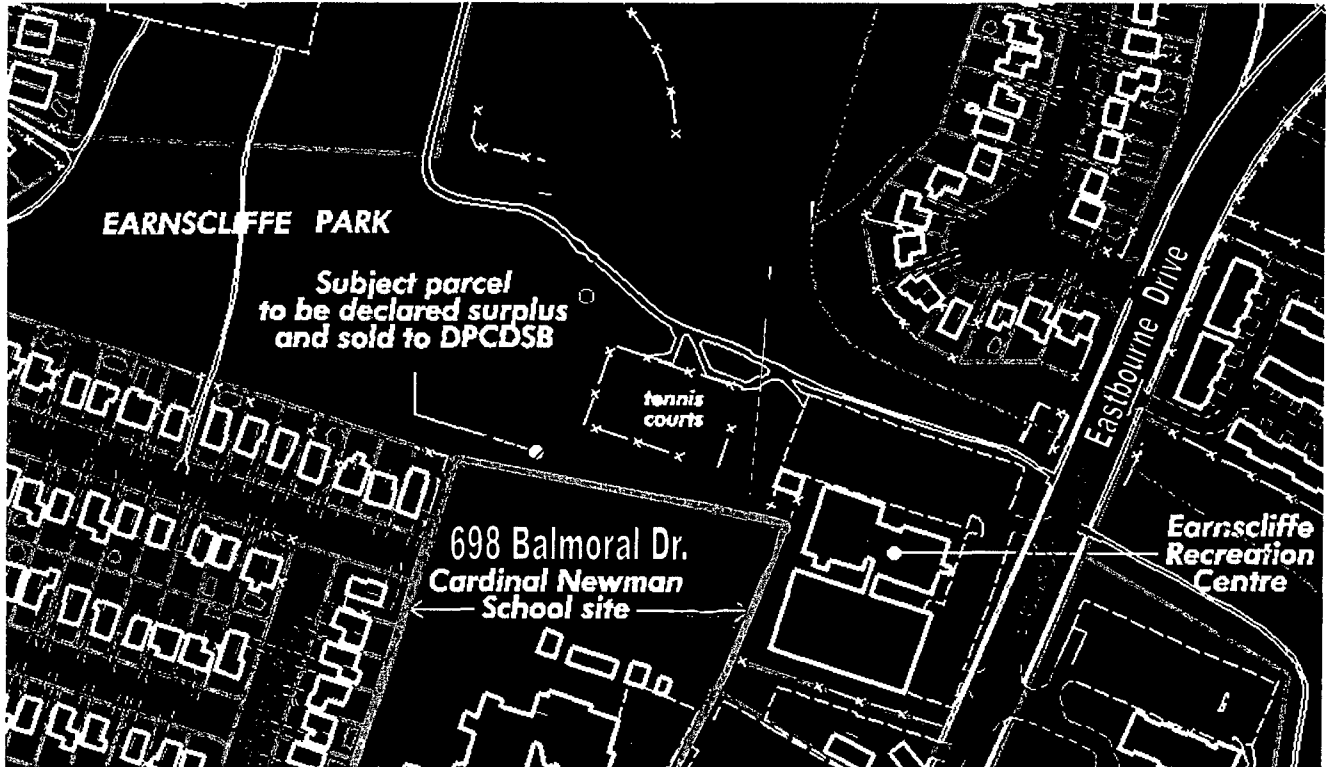 EARNSCLIFFE PARK
Subject parcel
to be declared surplus
and sold to DPCDSB
tennis
courts
Eastbourne Drive
698 Balmoral Dr.
Cardinal Newman
School site
Earnscliffe
Recreation
Centre